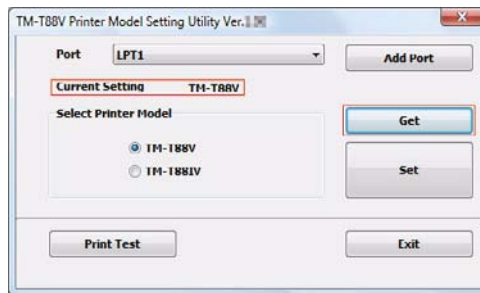 TM-T88V Printer Model Setting Utility Ver.
Port LPT1 Add Port
Current Setting TM-T88V
Select Printer Model Get
TM-T88V
TM-T88IV Set
Print Test Exit